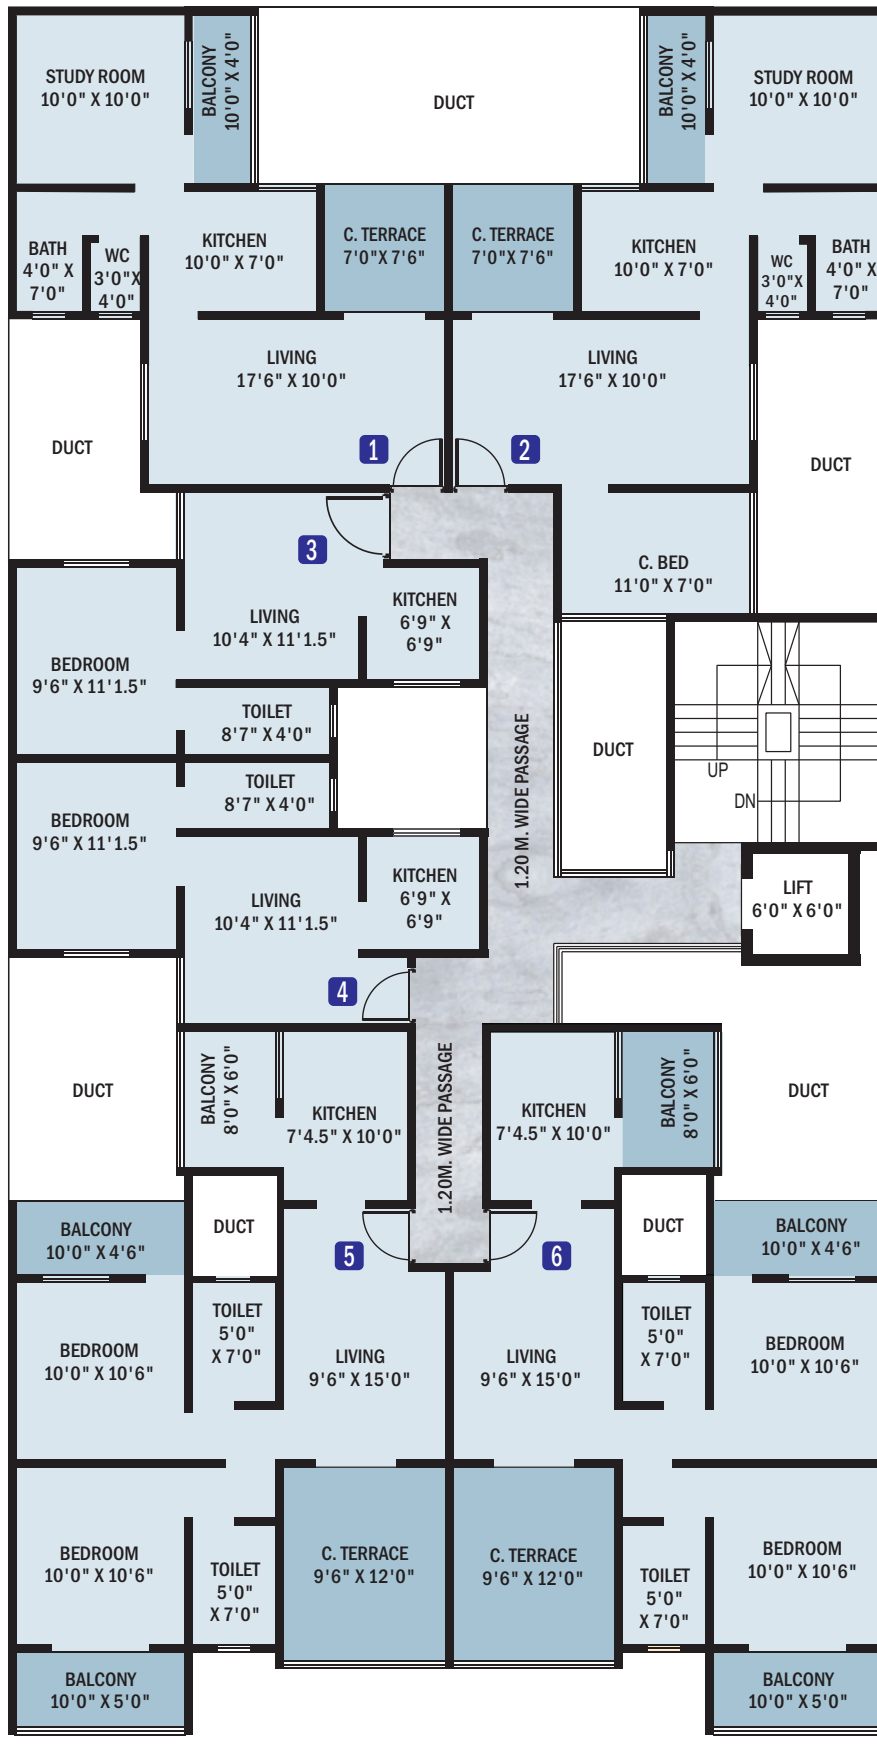 STUDY ROOM
10'0" X 10'0"
BALCONY
10'0" X 4'0"
DUCT
BALCONY
10'0" X 4'0"
STUDY ROOM
10'0" X 10'0"
BATH
4'0" X
7'0"
WC
3'0"X
4'0"
KITCHEN
10'0" X 7'0"
C. TERRACE
7'0"X 7'6"
C. TERRACE
7'0"X 7'6"
KITCHEN
10'0" X 7'0"
WC
3'0"X
4'0"
BATH
4'0" X
7'0"
LIVING
17'6" X 10'0"
LIVING
17'6" X 10'0"
DUCT
1
2
DUCT
3
C. BED
11'0" X 7'0"
LIVING
10'4" X 11'1.5"
KITCHEN
6'9" X
6'9"
BEDROOM
9'6" X 11'1.5"
TOILET
8'7" X 4'0"
1.20 M. WIDE PASSAGE
DUCT
UP
DN
TOILET
8'7" X 4'0"
BEDROOM
9'6" X 11'1.5"
LIVING
10'4" X 11'1.5"
KITCHEN
6'9" X
6'9"
LIFT
6'0" X 6'0"
4
DUCT
BALCONY
8'0" X 6'0"
KITCHEN
7'4.5" X 10'0"
1.20M. WIDE PASSAGE
KITCHEN
7'4.5" X 10'0"
BALCONY
8'0" X 6'0"
DUCT
BALCONY
10'0" X 4'6"
DUCT
5
6
DUCT
BALCONY
10'0" X 4'6"
BEDROOM
10'0" X 10'6"
TOILET
5'0"
X 7'0"
LIVING
9'6" X 15'0"
LIVING
9'6" X 15'0"
TOILET
5'0"
X 7'0"
BEDROOM
10'0" X 10'6"
BEDROOM
10'0" X 10'6"
TOILET
5'0"
X 7'0"
C. TERRACE
9'6" X 12'0"
C. TERRACE
9'6" X 12'0"
TOILET
5'0"
X 7'0"
BEDROOM
10'0" X 10'6"
BALCONY
10'0" X 5'0"
BALCONY
10'0" X 5'0"